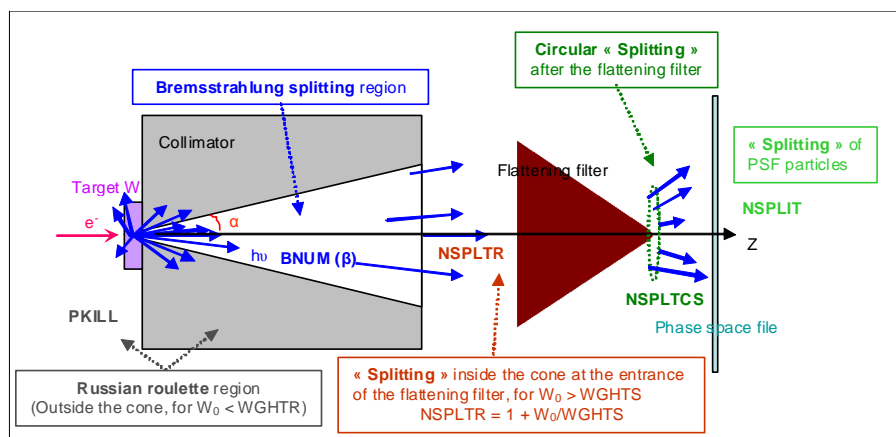 Circular « Splitting »
after the flattening filter
Bremsstrahlung splitting region
Collimator
« Splitting » of
PSF particles
Flattening filter
Target W
NSPLIT
α
e-
hυ
BNUM (β)
NSPLTR
Z
NSPLTCS
PKILL
Phase space file
Russian roulette region
(Outside the cone, for W₀ < WGHTR)
« Splitting » inside the cone at the entrance
of the flattening filter, for W₀ > WGHTS
NSPLTR = 1 + W₀/WGHTS